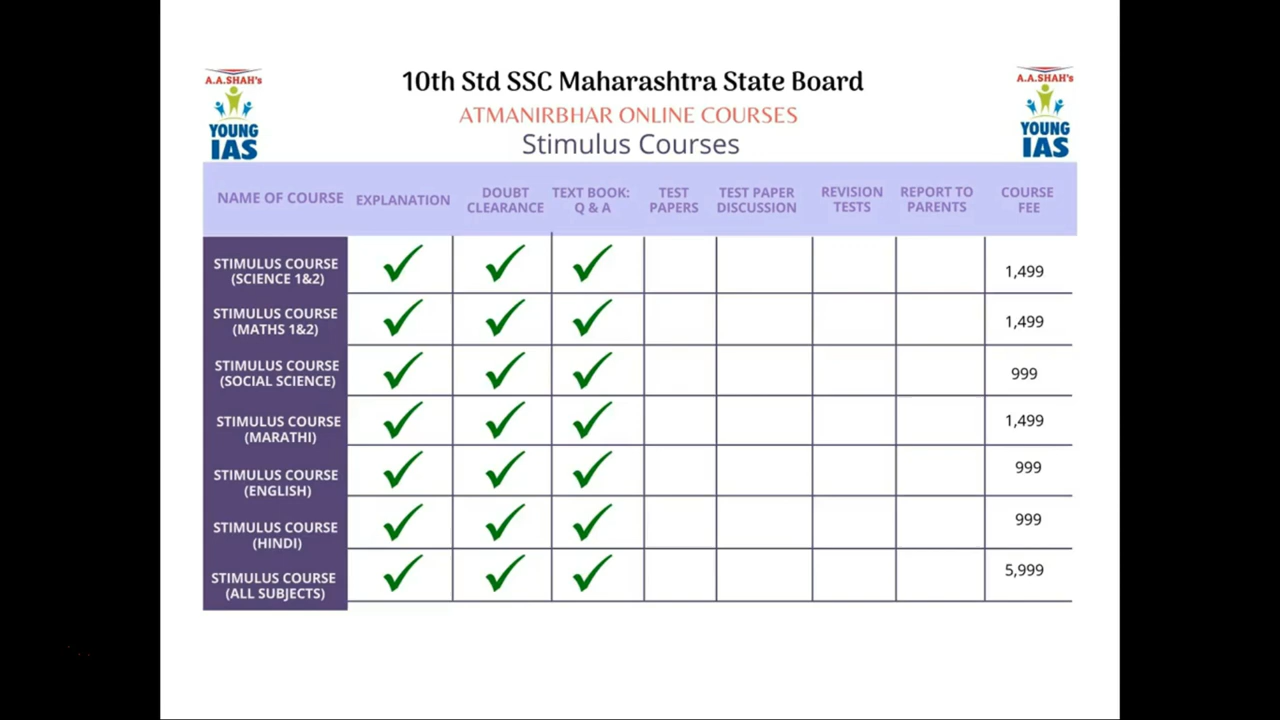 A.A.SHAH's
YOUNG
IAS
10th Std SSC Maharashtra State Board
ATMANIRBHAR ONLINE COURSES
Stimulus Courses
A.A.SHAH's
YOUNG
IAS
NAME OF COURSE
EXPLANATION
DOUBT
CLEARANCE
TEXT BOOK:
Q & A
TEST
PAPERS
TEST PAPER
DISCUSSION
REVISION
TESTS
REPORT TO
PARENTS
COURSE
FEE
STIMULUS COURSE
(SCIENCE 1&2)
1,499
STIMULUS COURSE
(MATHS 1&2)
1,499
STIMULUS COURSE
(SOCIAL SCIENCE)
999
STIMULUS COURSE
(MARATHI)
1,499
STIMULUS COURSE
(ENGLISH)
999
STIMULUS COURSE
(HINDI)
999
STIMULUS COURSE
(ALL SUBJECTS)
5,999